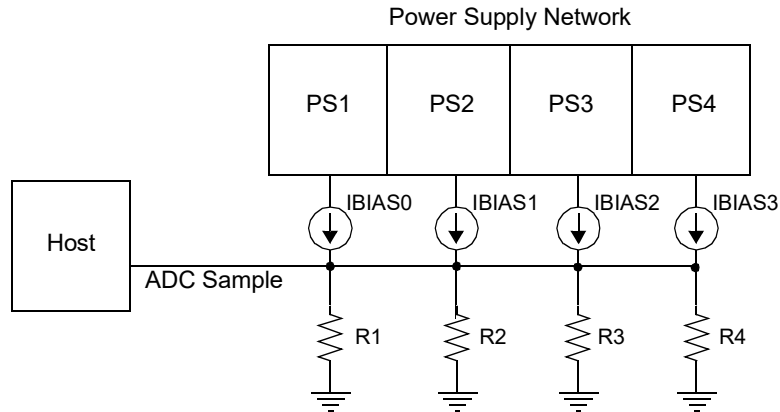 Power Supply Network
PS1 PS2 PS3 PS4
IBIAS0 IBIAS1 IBIAS2 IBIAS3
Host
ADC Sample
R1 R2 R3 R4